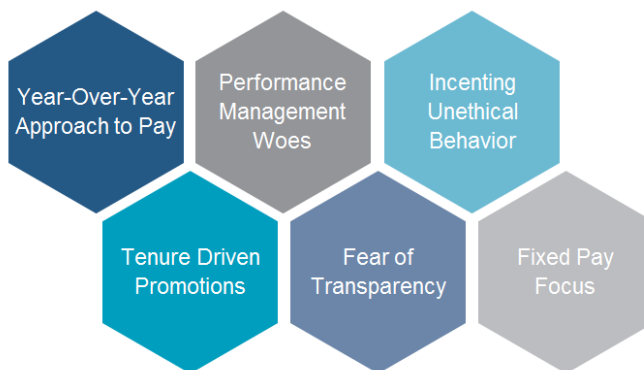 Year-Over-Year
Approach to Pay
Performance
Management
Woes
Incenting
Unethical
Behavior
Tenure Driven
Promotions
Fear of
Transparency
Fixed Pay
Focus